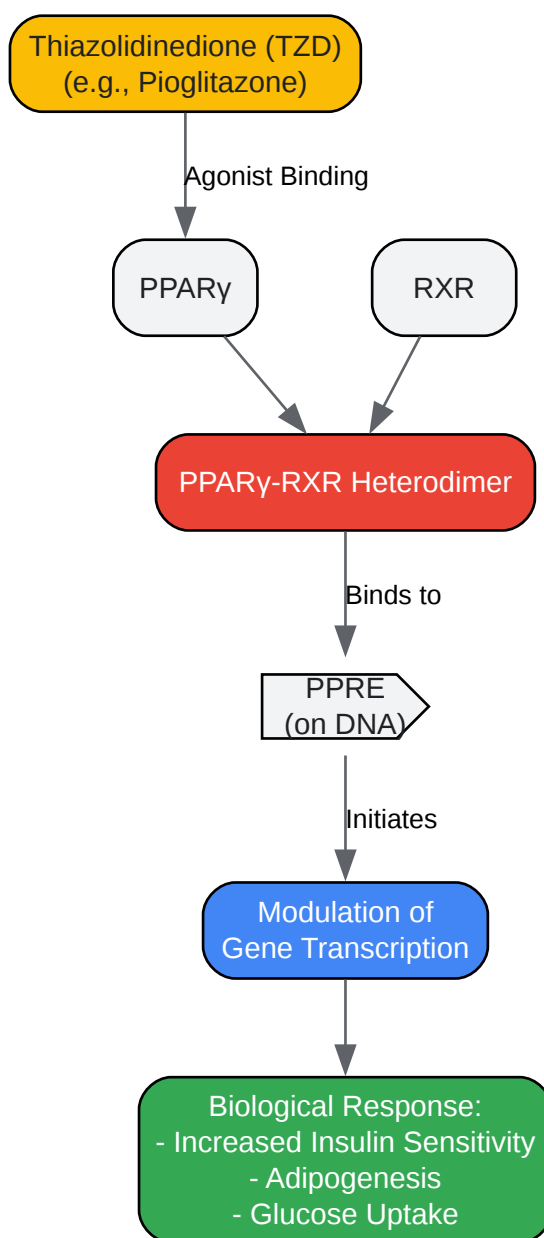 Thiazolidinedione (TZD)
(e.g., Pioglitazone)
Agonist Binding
PPARγ
RXR
PPARγ-RXR Heterodimer
Binds to
PPRE
(on DNA)
Initiates
Modulation of
Gene Transcription
Biological Response:
- Increased Insulin Sensitivity
- Adipogenesis
- Glucose Uptake